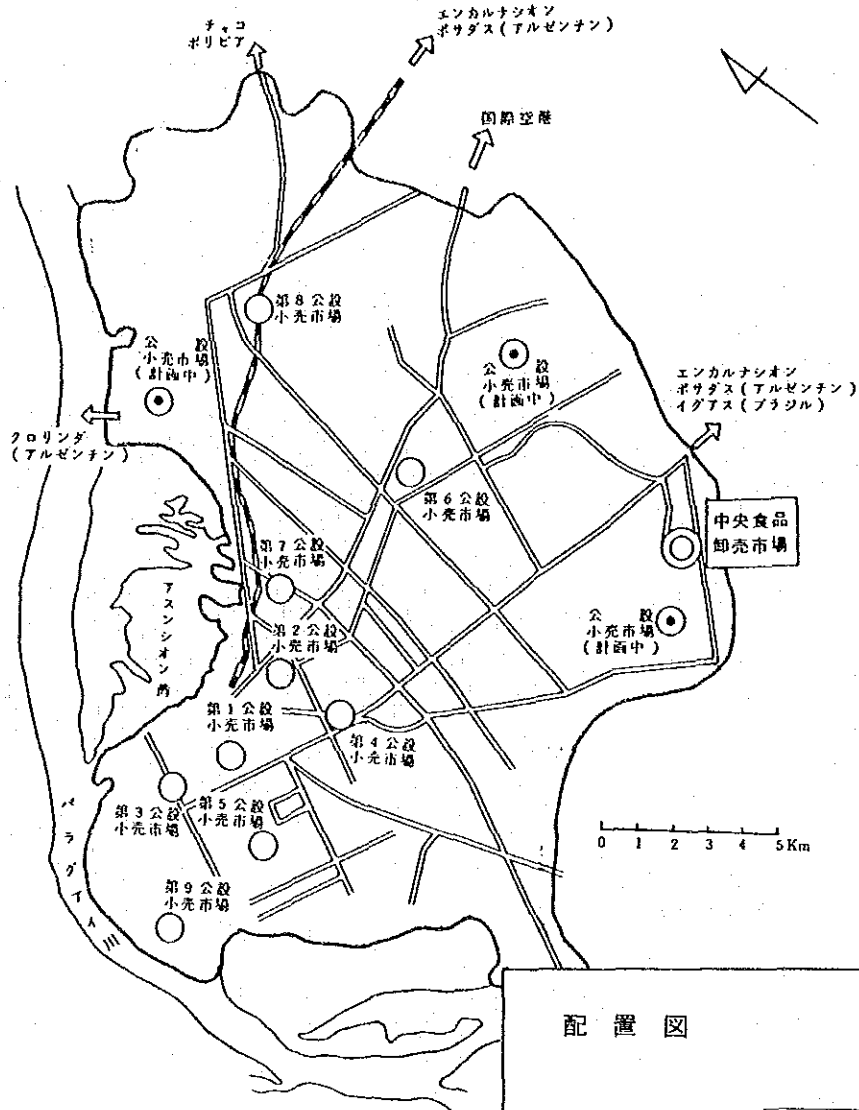 チャコ
ボリビア
エンカルナシオン
ポサダス(アルゼンチン)
国際空港
第8公設
小売市場
公設
小売市場
(計画中)
公設
小売市場
(計画中)
エンカルナシオン
ポサダス(アルゼンチン)
イグアス(ブラジル)
クロリンダ
(アルゼンチン)
第6公設
小売市場
中央食品
卸売市場
第7公設
小売市場
アスンシオン湾
公設
小売市場
(計画中)
第2公設
小売市場
第1公設
小売市場
第4公設
小売市場
第3公設
小売市場
第5公設
小売市場
パラグアイ川
0 1 2 3 4 5Km
第9公設
小売市場
配置図